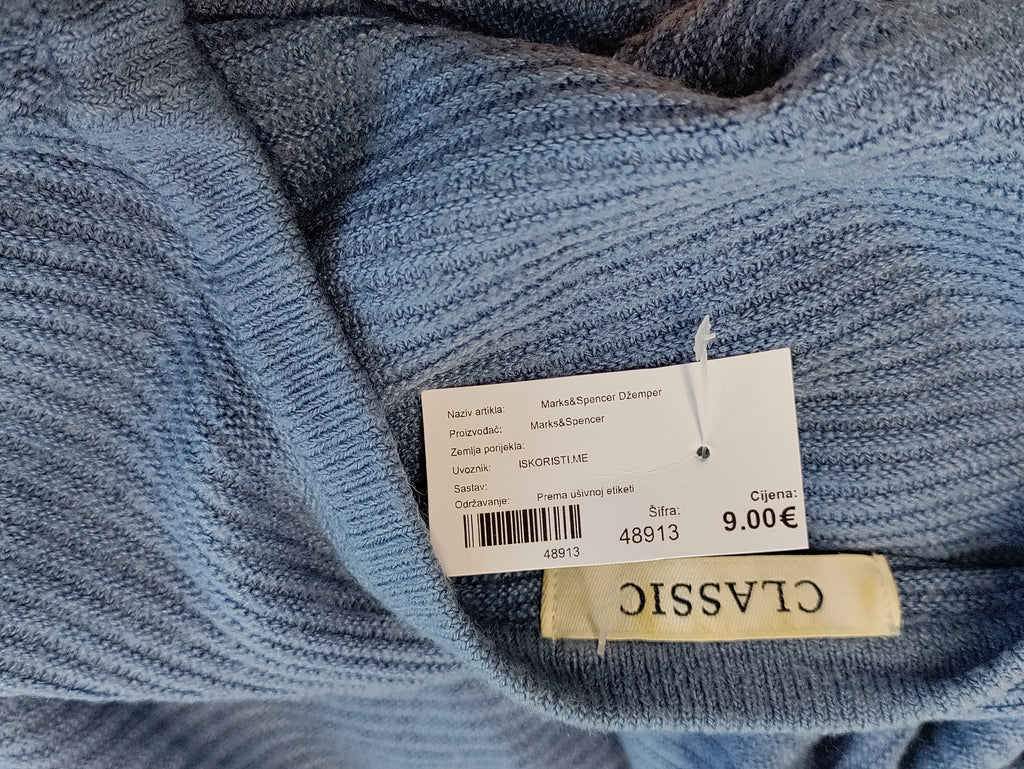 Naziv artikla: Marks&Spencer Džemper
Proizvođač: Marks&Spencer
Zemlja porijekla:
Uvoznik: ISKORISTI.ME
Sastav:
Održavanje: Prema ušivnoj etiketi
48913
Šifra:
48913
Cijena:
9.00€
CLASSIC